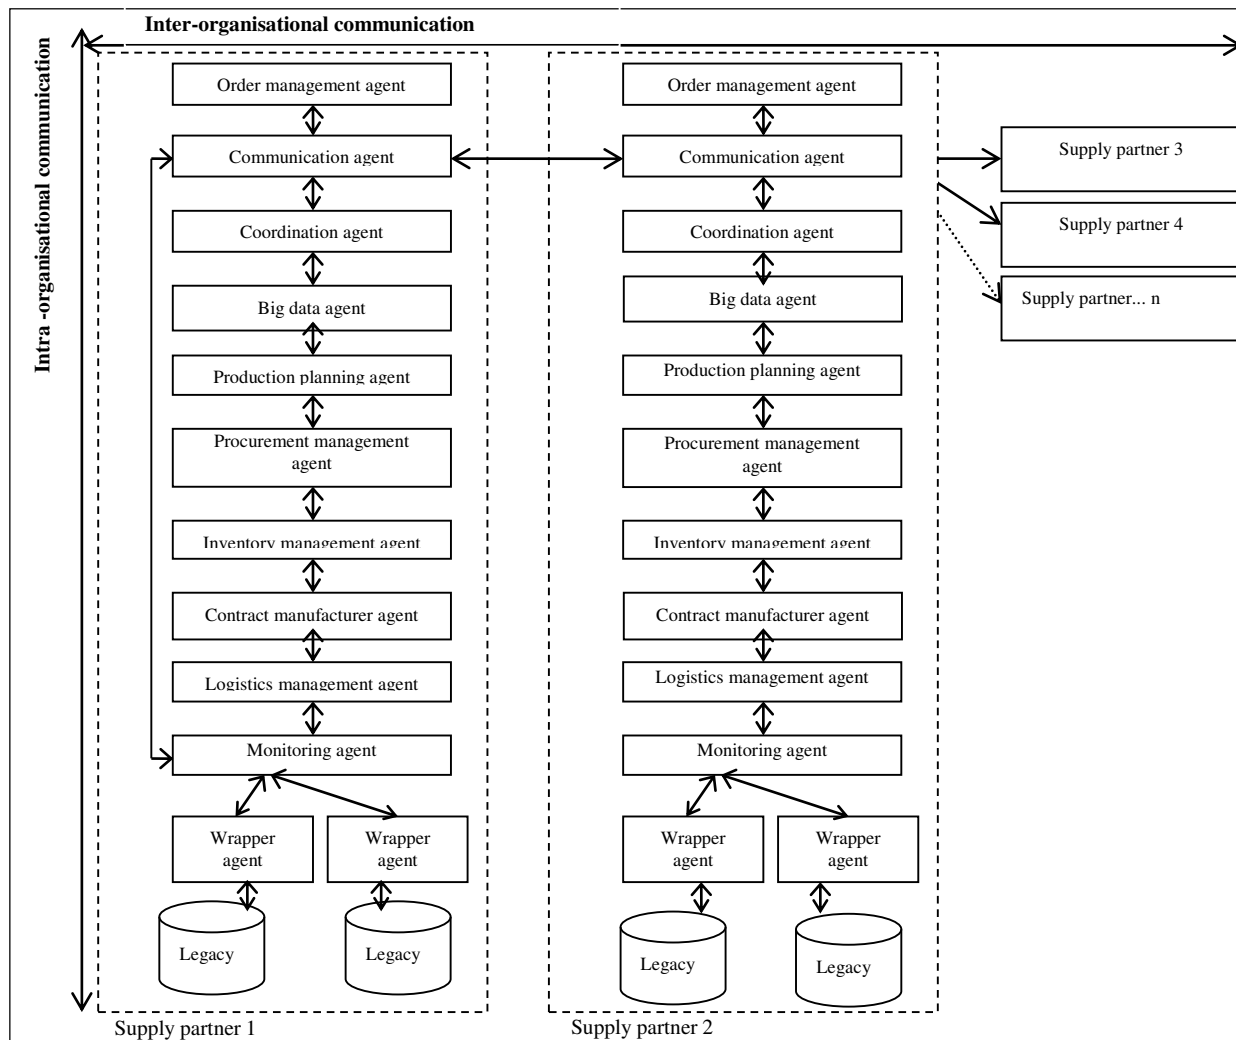 Inter-organisational communication
Intra -organisational communication
Order management agent
Communication agent
Coordination agent
Big data agent
Production planning agent
Procurement management
agent
Inventory management agent
Contract manufacturer agent
Logistics management agent
Monitoring agent
Wrapper
agent
Wrapper
agent
Legacy
Legacy
Supply partner 1
Order management agent
Communication agent
Coordination agent
Big data agent
Production planning agent
Procurement management
agent
Inventory management agent
Contract manufacturer agent
Logistics management agent
Monitoring agent
Wrapper
agent
Wrapper
agent
Legacy
Legacy
Supply partner 2
Supply partner 3
Supply partner 4
Supply partner... n